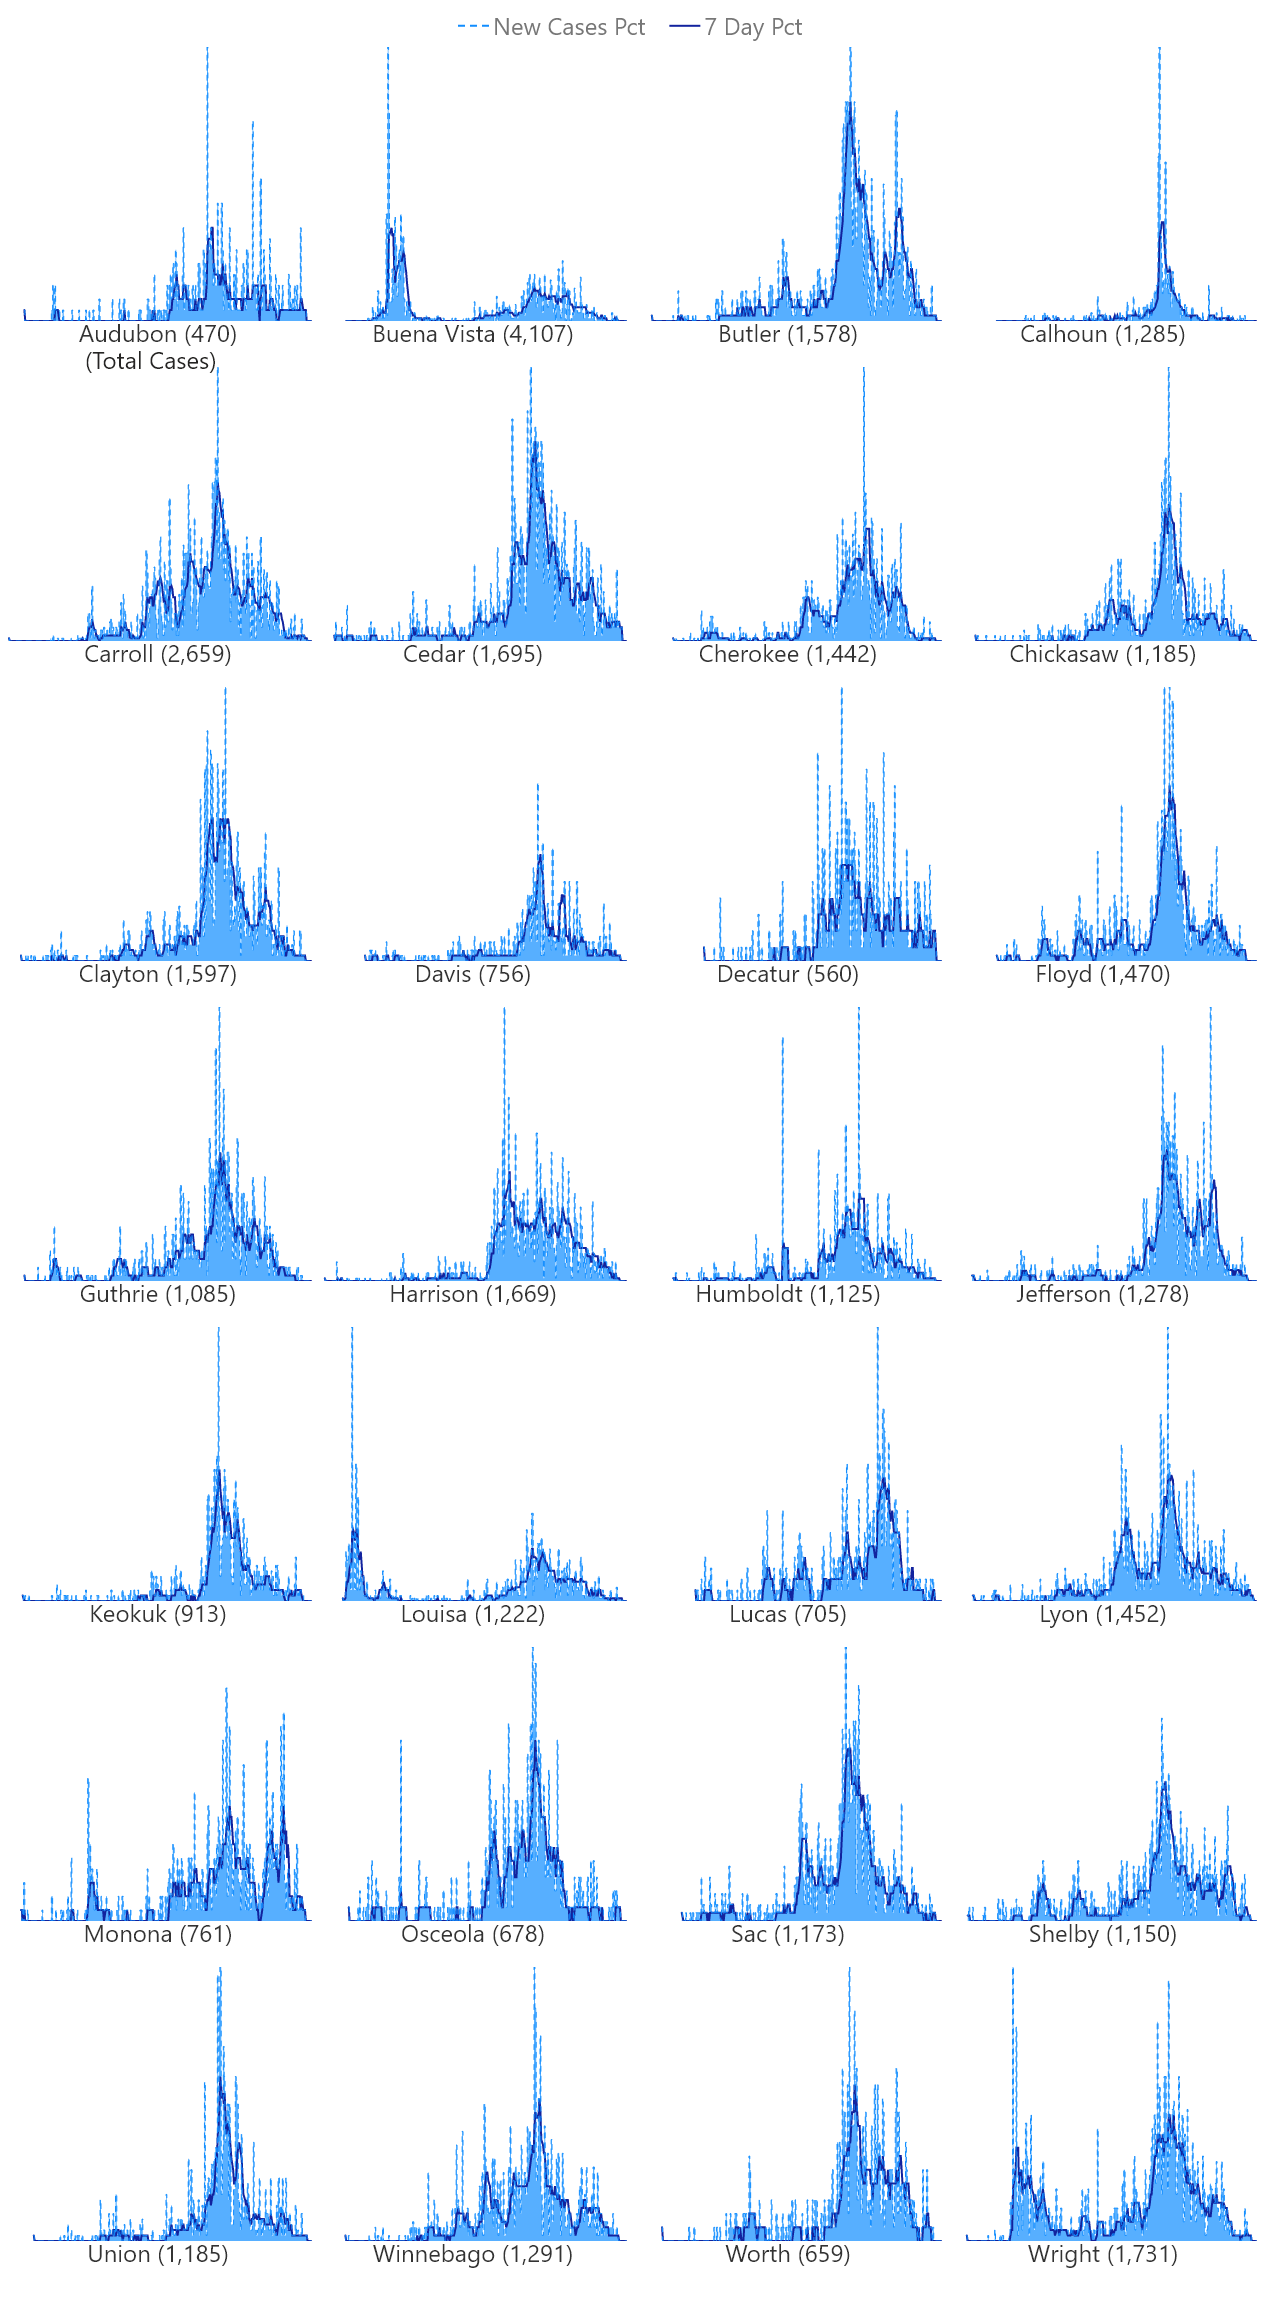 New Cases Pct 7 Day Pct
Audubon (470) Buena Vista (4,107) Butler (1,578) Calhoun (1,285)
(Total Cases)
Carroll (2,659) Cedar (1,695) Cherokee (1,442) Chickasaw (1,185)
Clayton (1,597) Davis (756) Decatur (560) Floyd (1,470)
Guthrie (1,085) Harrison (1,669) Humboldt (1,125) Jefferson (1,278)
Keokuk (913) Louisa (1,222) Lucas (705) Lyon (1,452)
Monona (761) Osceola (678) Sac (1,173) Shelby (1,150)
Union (1,185) Winnebago (1,291) Worth (659) Wright (1,731)